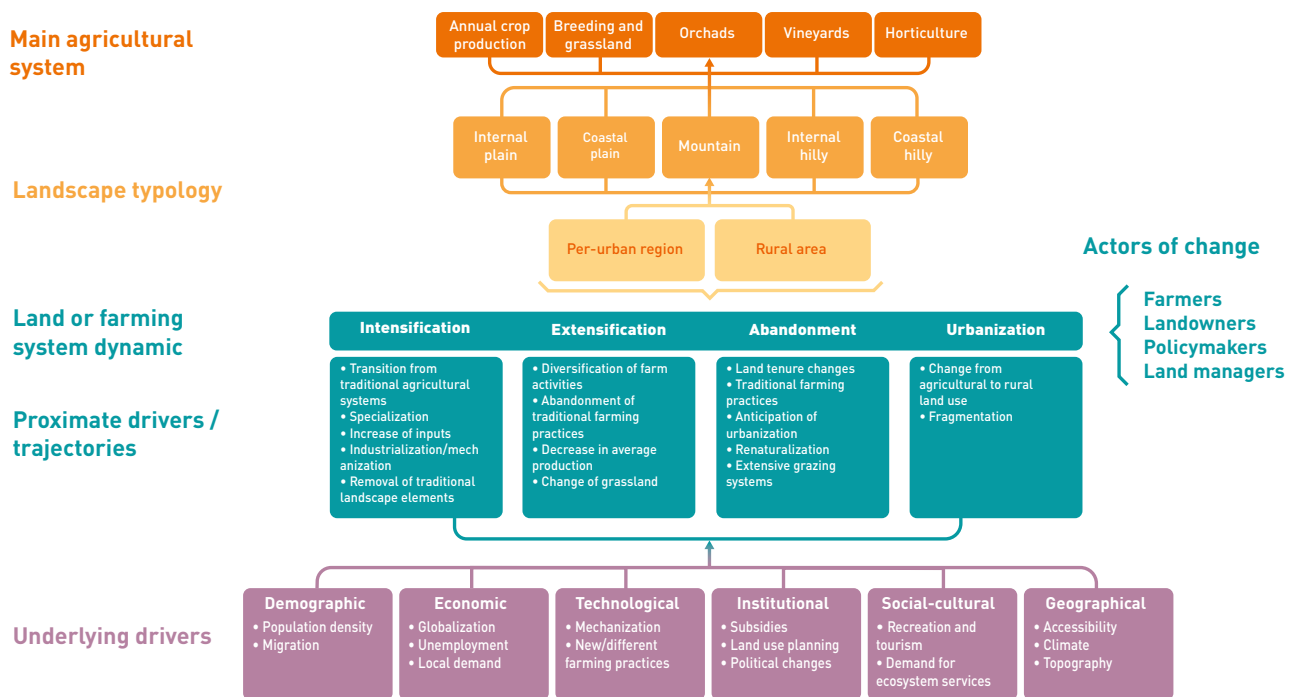 Main agricultural
system
Annual crop
production
Breeding and
grassland
Orchads
Vineyards
Horticulture
Landscape typology
Internal
plain
Coastal
plain
Mountain
Internal
hilly
Coastal
hilly
Per-urban region
Rural area
Actors of change
Farmers
Landowners
Policymakers
Land managers
Land or farming
system dynamic
Intensification
Extensification
Abandonment
Urbanization
Proximate drivers /
trajectories
• Transition from
traditional agricultural
systems
• Specialization
• Increase of inputs
• Industrialization/mech
anization
• Removal of traditional
landscape elements
• Diversification of farm
activities
• Abandonment of
traditional farming
practices
• Decrease in average
production
• Change of grassland
• Land tenure changes
• Traditional farming
practices
• Anticipation of
urbanization
• Renaturalization
• Extensive grazing
systems
• Change from
agricultural to rural
land use
• Fragmentation
Underlying drivers
Demographic
• Population density
• Migration
Economic
• Globalization
• Unemployment
• Local demand
Technological
• Mechanization
• New/different
farming practices
Institutional
• Subsidies
• Land use planning
• Political changes
Social-cultural
• Recreation and
tourism
• Demand for
ecosystem services
Geographical
• Accessibility
• Climate
• Topography